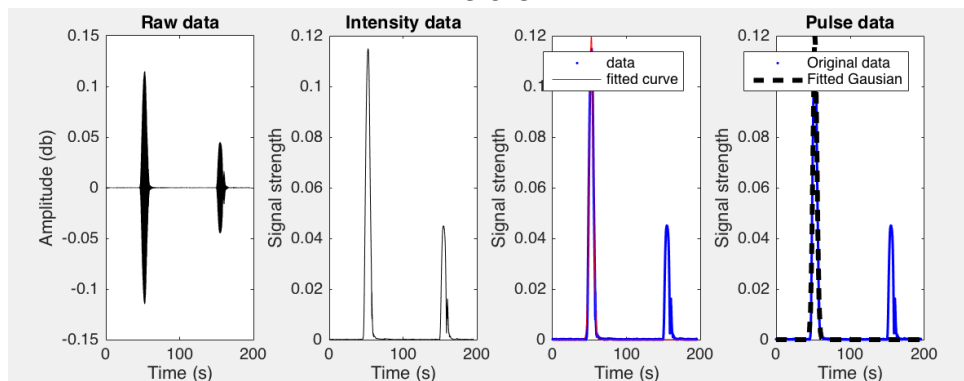 Raw data
Amplitude (db)
0.15
0.1
0.05
0
-0.05
-0.1
-0.15
0 100 200
Time (s)
Intensity data
Signal strength
0.12
0.1
0.08
0.06
0.04
0.02
0
0 100 200
Time (s)
Signal strength
0.12
0.1
0.08
0.06
0.04
0.02
0
data
fitted curve
0 100 200
Time (s)
Pulse data
Signal strength
0.12
0.1
0.08
0.06
0.04
0.02
0
Original data
Fitted Gausian
0 100 200
Time (s)